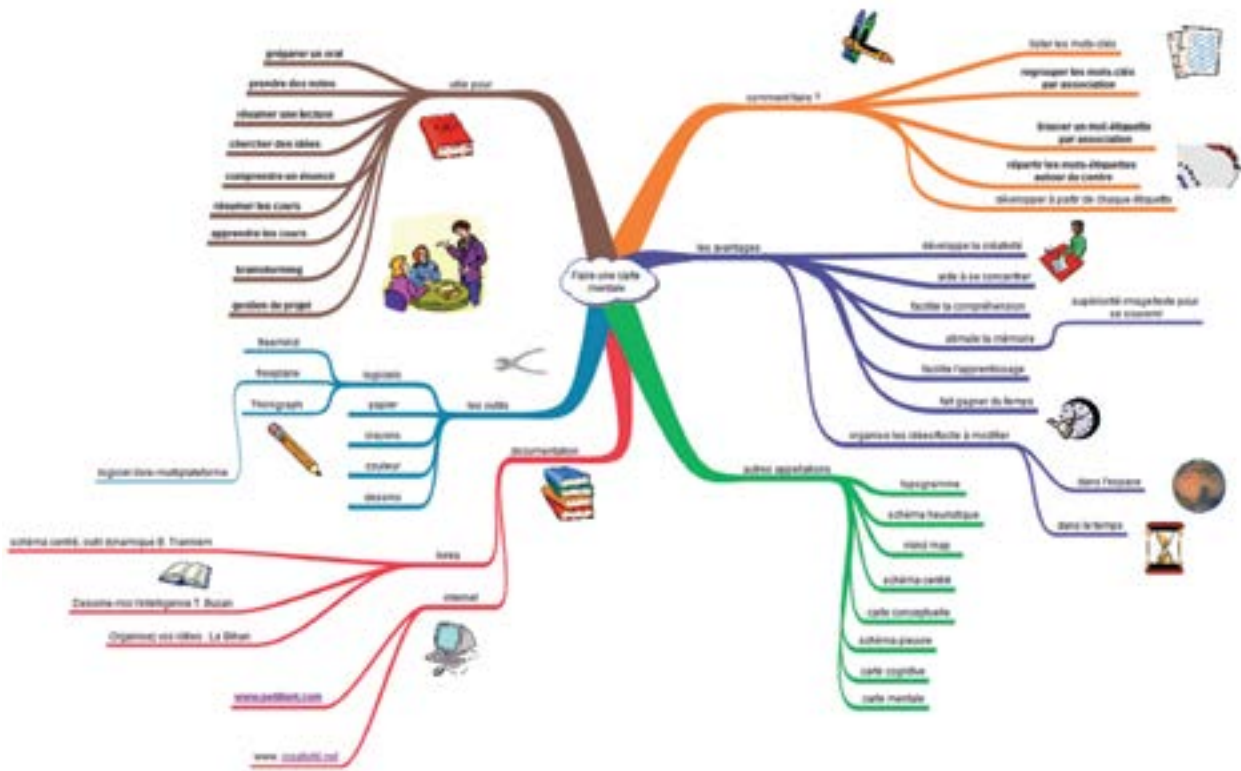 Faire une carte
mentale
utile pour
préparer un oral
prendre des notes
résumer une lecture
chercher des idées
comprendre un énoncé
résumer les cours
apprendre les cours
brainstorming
gestion de projet
comment faire ?
lister les mots-clés
regrouper les mots-clés
par association
trouver un mot-étiquette
par association
répartir les mots-étiquettes
autour du centre
développer à partir de chaque étiquette
les avantages
développe la créativité
aide à se concentrer
facilite la compréhension
stimule la mémoire
supériorité image/texte pour
se souvenir
facilite l'apprentissage
fait gagner du temps
organise les idées/facile à modifier
dans l'espace
dans le temps
autres appellations
topogramme
schéma heuristique
mind map
schéma centré
carte conceptuelle
schéma pieuvre
carte cognitive
carte mentale
les outils
logiciels
freemind
freeplane
logiciel libre multiplateforme
papier
crayons
couleur
dessins
documentation
livres
schéma centré, outil dynamique B.
Dessine-moi l'intelligence T. Buzan
Organisez vos idées : Le Bihan
internet
www.petillant.com
www.